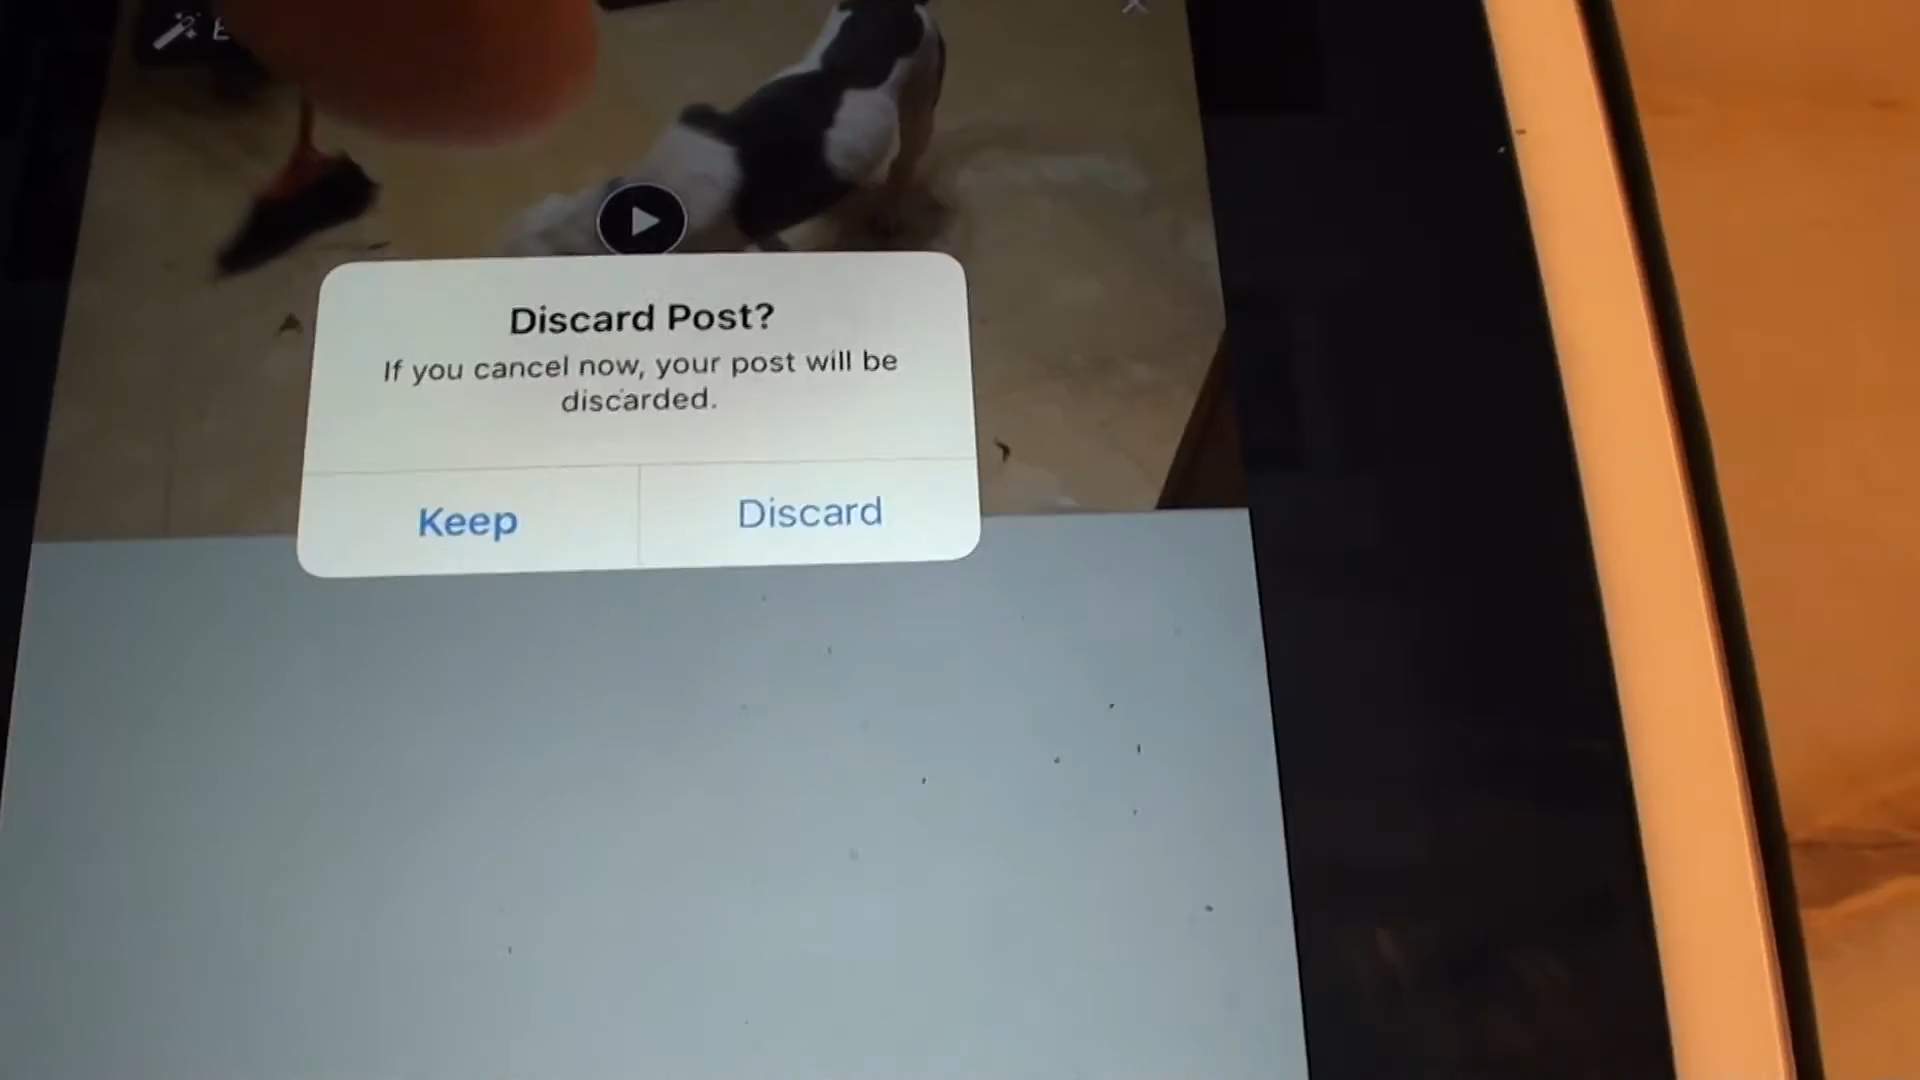 Discard Post?
If you cancel now, your post will be
discarded.
Keep
Discard